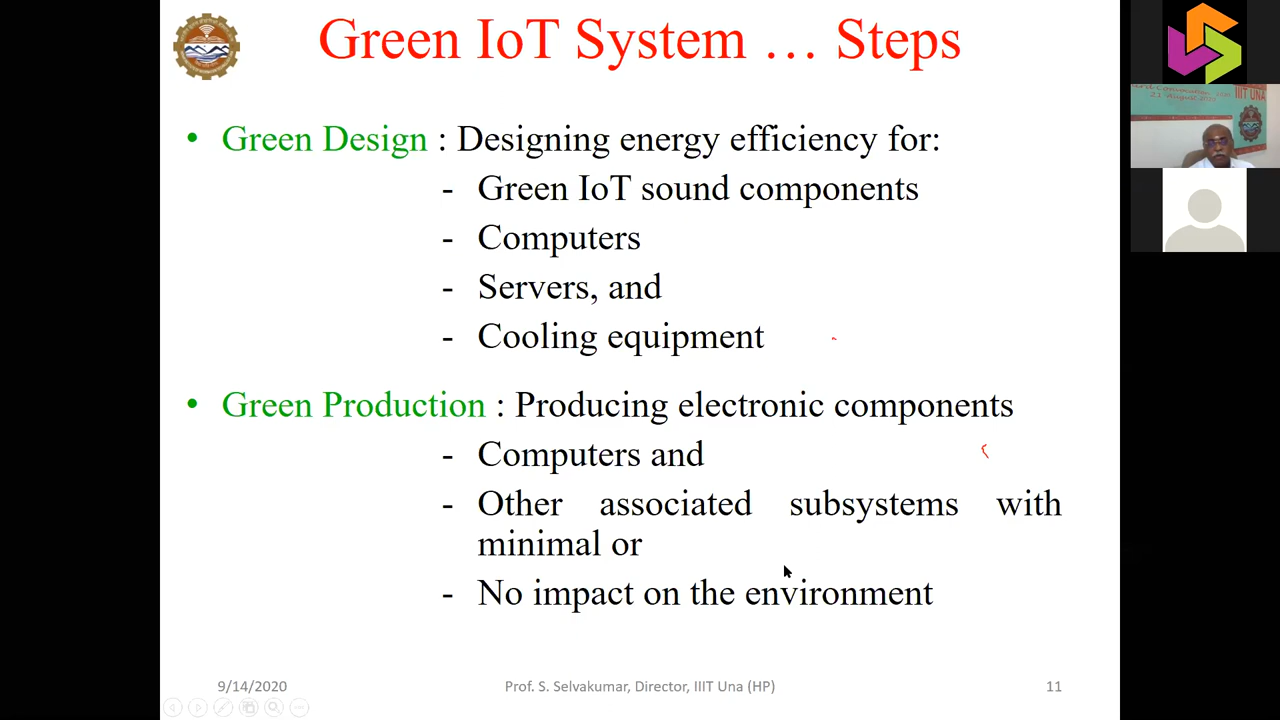 Green IoT System … Steps
• Green Design : Designing energy efficiency for:
- Green IoT sound components
- Computers
- Servers, and
- Cooling equipment
• Green Production : Producing electronic components
- Computers and
- Other associated subsystems with
minimal or
- No impact on the environment
9/14/2020
Prof. S. Selvakumar, Director, IIIT Una (HP)
11
IIIT UNA